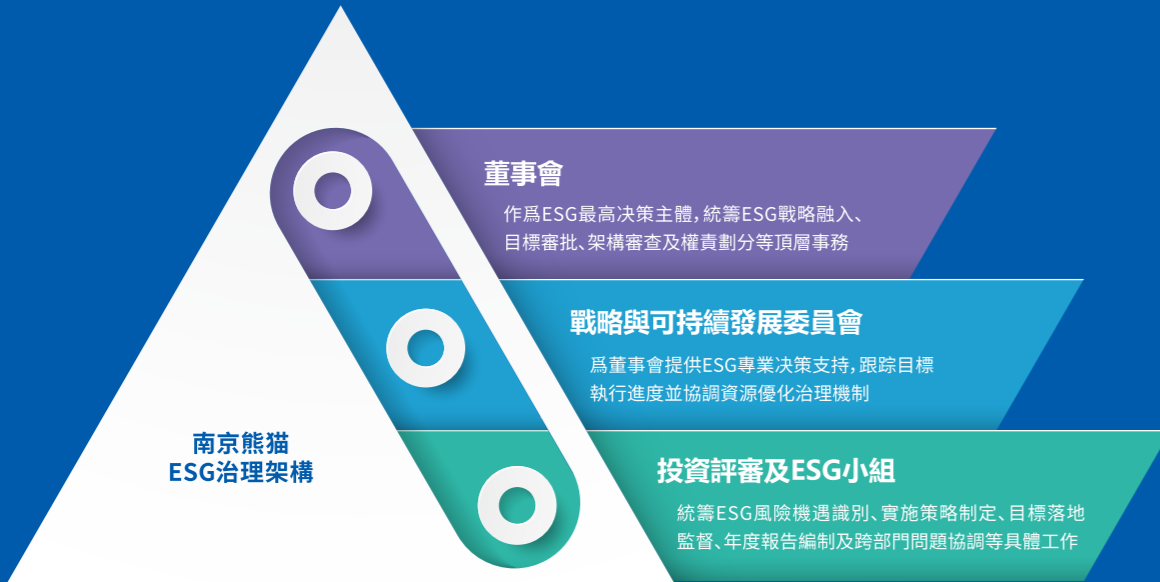 董事會
作爲ESG最高决策主體，統籌ESG戰略融入、
目標審批、架構審查及權責劃分等頂層事務
戰略與可持續發展委員會
爲董事會提供ESG專業决策支持，跟踪目標
執行進度並協調資源優化治理機制
南京熊猫
ESG治理架構
投資評審及ESG小組
統籌ESG風險機遇識別、實施策略制定、目標落地
監督、年度報告編制及跨部門問題協調等具體工作